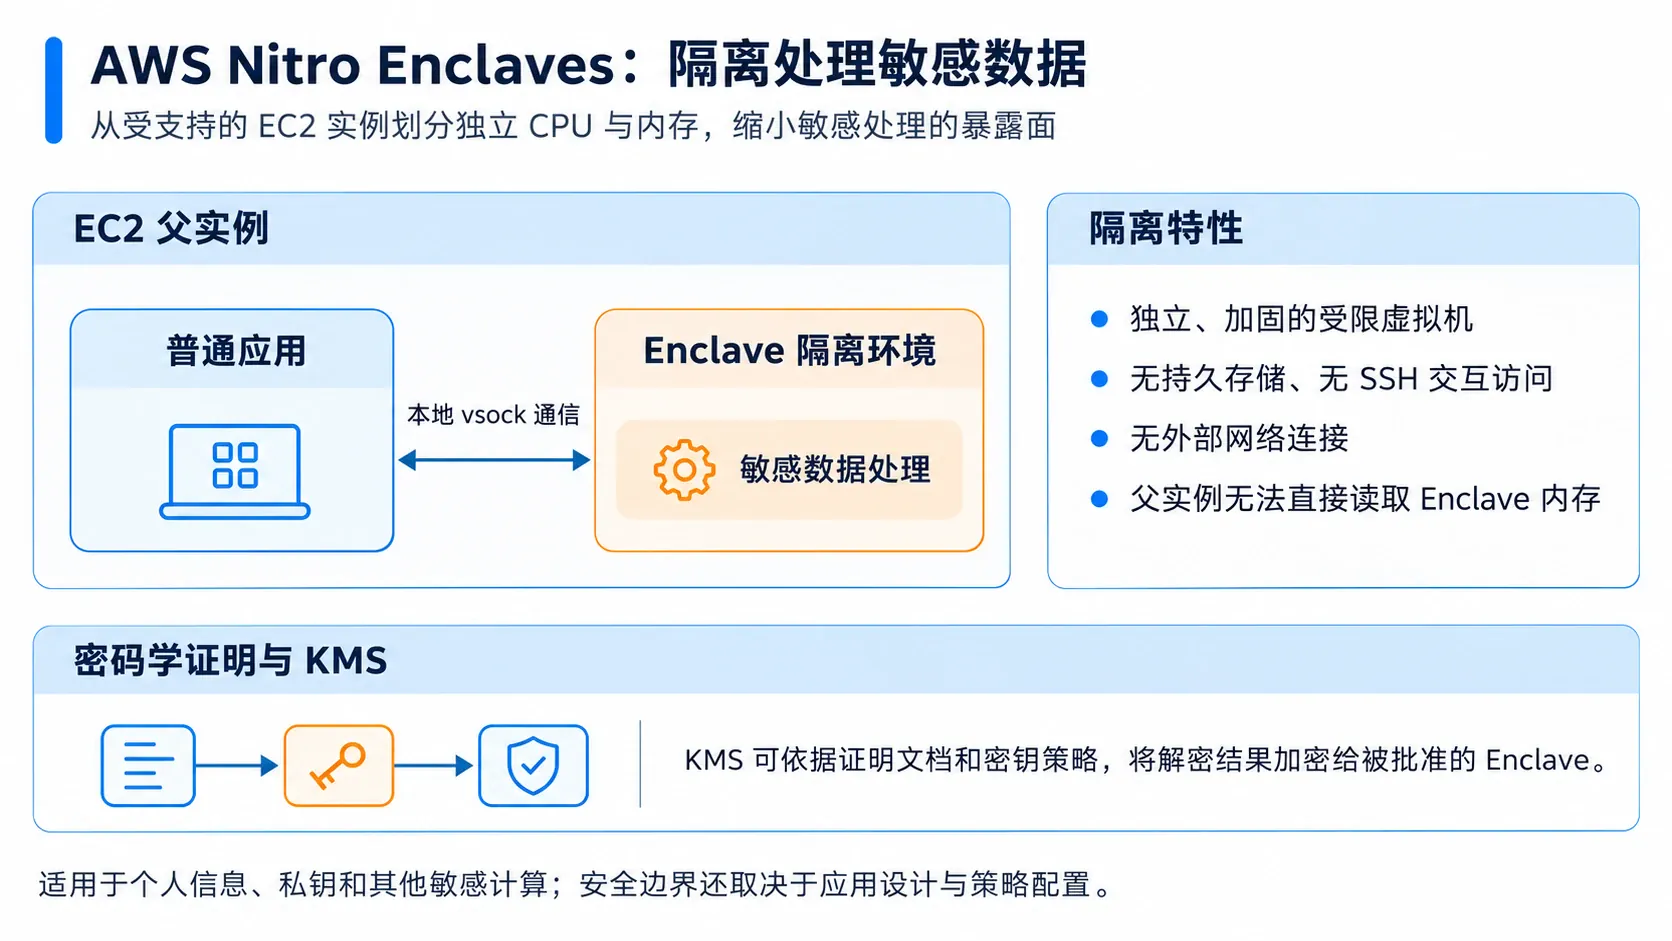 AWS Nitro Enclaves：隔离处理敏感数据
从受支持的 EC2 实例划分独立 CPU 与内存，缩小敏感处理的暴露面
EC2 父实例
普通应用
本地 vsock 通信
Enclave 隔离环境
敏感数据处理
隔离特性
独立、加固的受限虚拟机
无持久存储、无 SSH 交互访问
无外部网络连接
父实例无法直接读取 Enclave 内存
密码学证明与 KMS
KMS 可依据证明文档和密钥策略，将解密结果加密给被批准的 Enclave。
适用于个人信息、私钥和其他敏感计算；安全边界还取决于应用设计与策略配置。